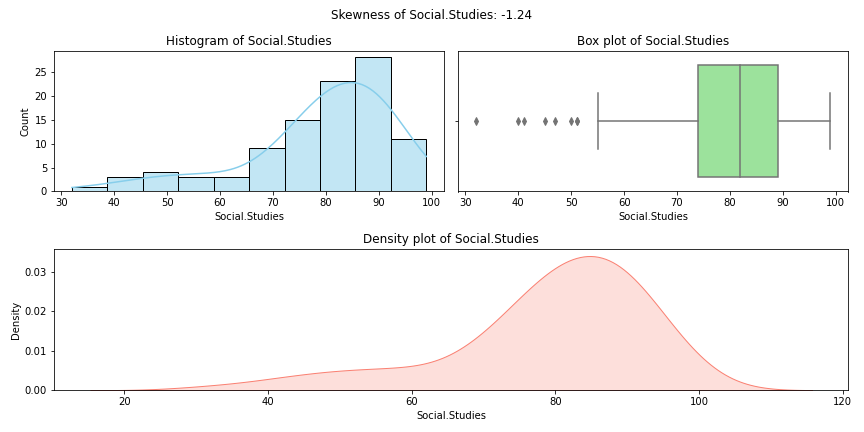 Skewness of Social.Studies: -1.24
Histogram of Social.Studies
Count
25
20
15
10
5
0
30 40 50 60 70 80 90 100
Social.Studies
Box plot of Social.Studies
30 40 50 60 70 80 90 100
Social.Studies
Density plot of Social.Studies
Density
0.03
0.02
0.01
0.00
20 40 60 80 100 120
Social.Studies